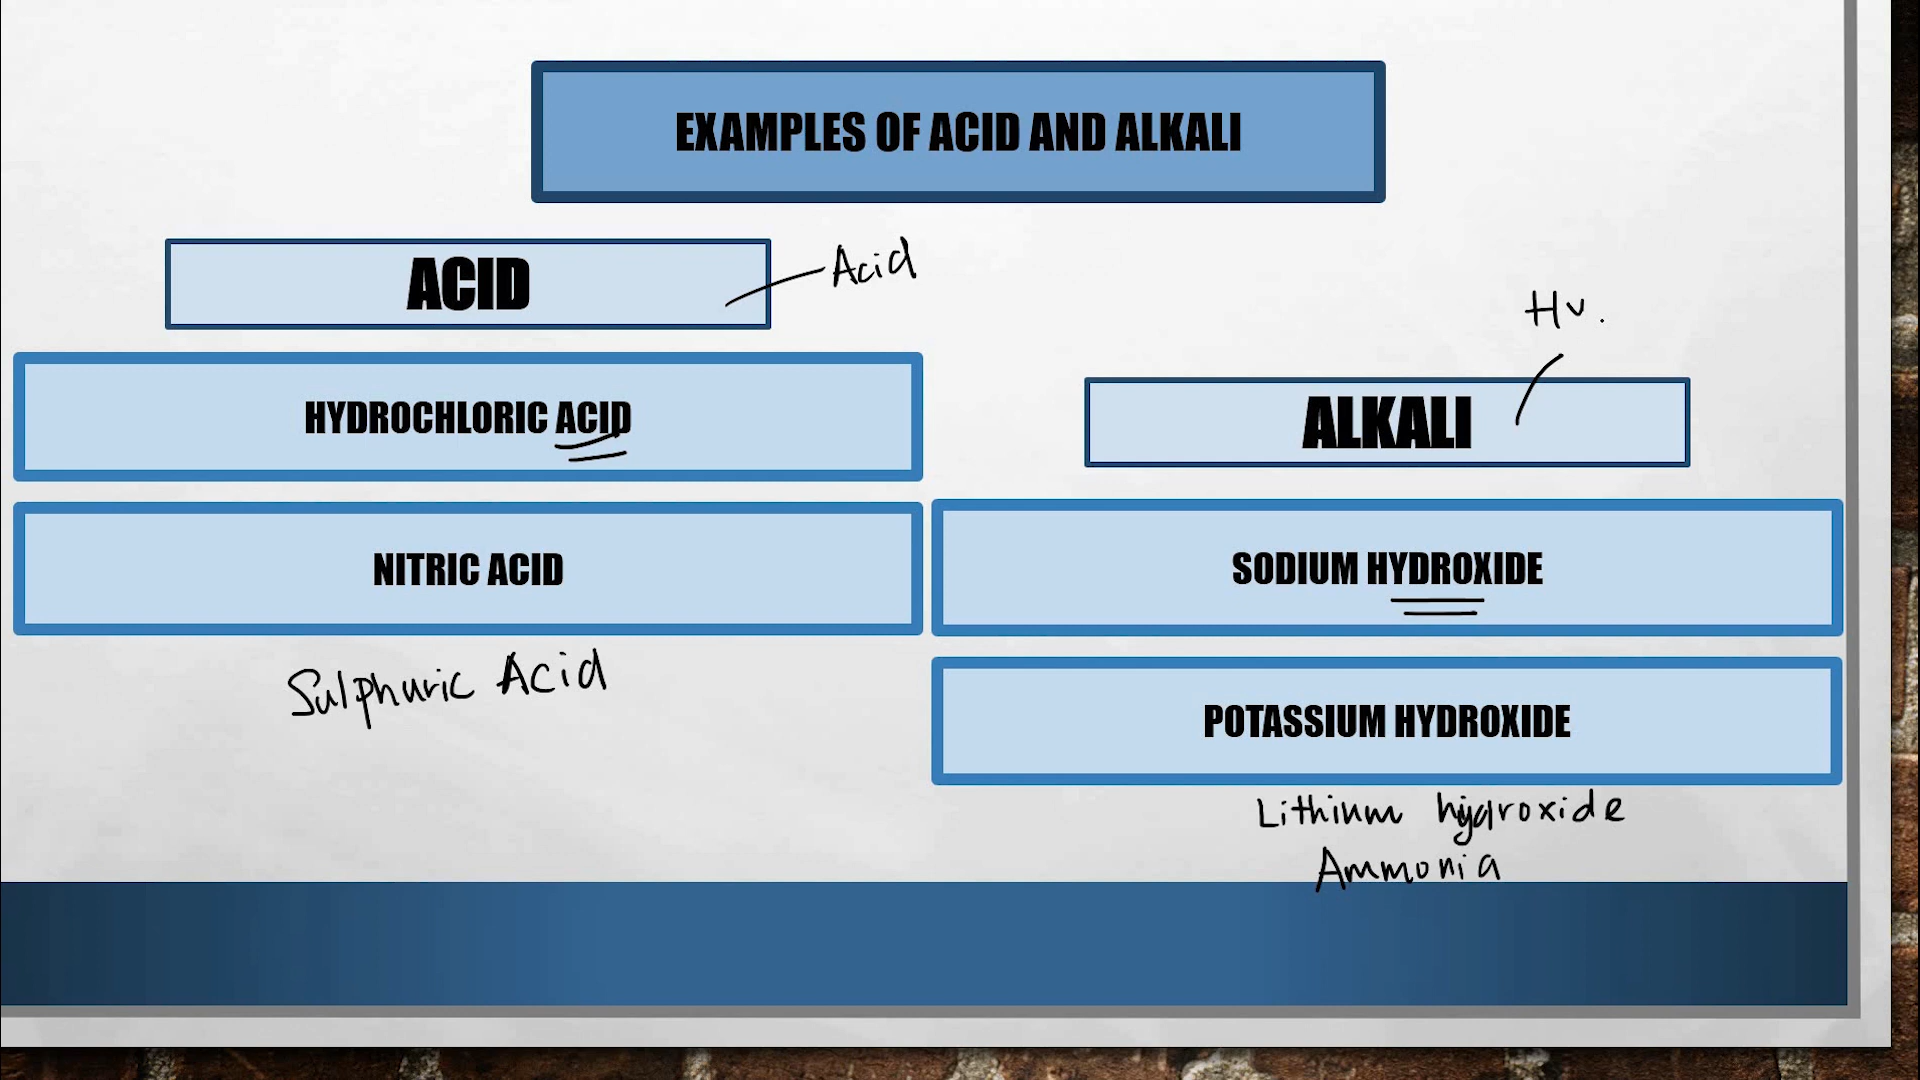 EXAMPLES OF ACID AND ALKALI
ACID
Acid
HYDROCHLORIC ACID
NITRIC ACID
Sulphuric Acid
Hv.
ALKALI
SODIUM HYDROXIDE
POTASSIUM HYDROXIDE
Lithium hydroxide
Ammonia